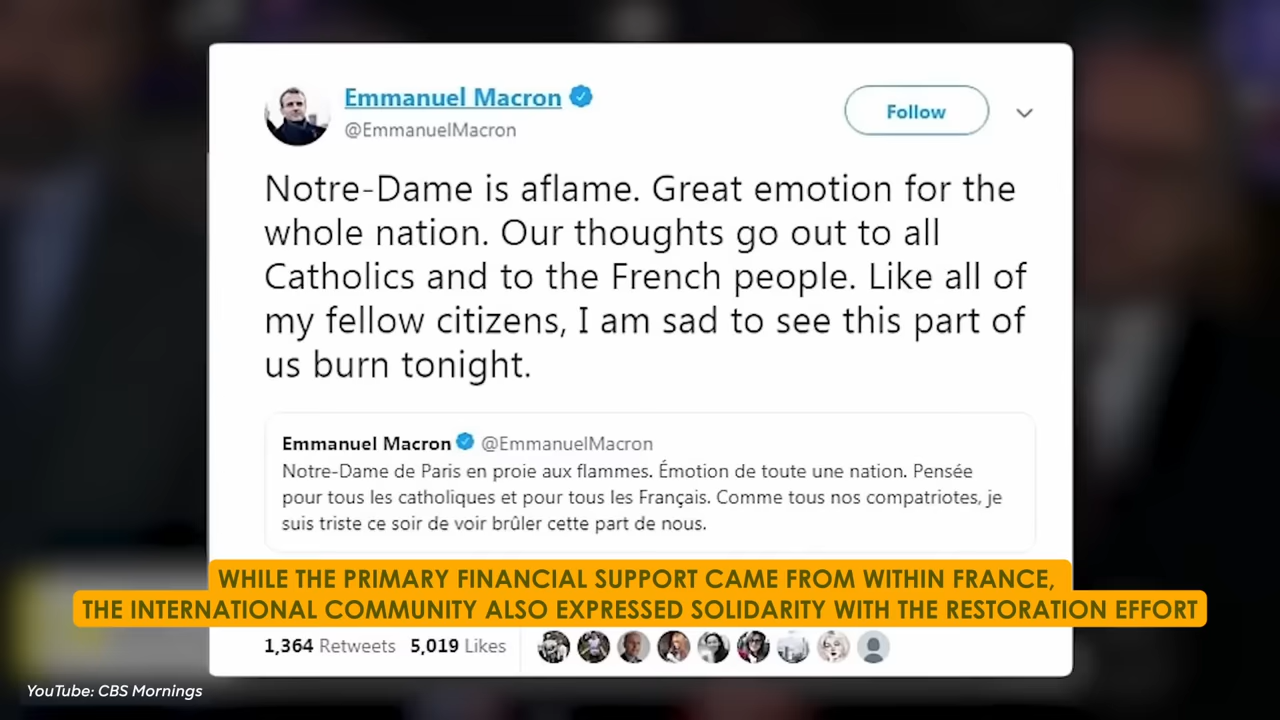 Emmanuel Macron
@EmmanuelMacron
Follow
Notre-Dame is aflame. Great emotion for the
whole nation. Our thoughts go out to all
Catholics and to the French people. Like all of
my fellow citizens, I am sad to see this part of
us burn tonight.
Emmanuel Macron @EmmanuelMacron
Notre-Dame de Paris en proie aux flammes. Émotion de toute une nation. Pensée
pour tous les catholiques et pour tous les Français. Comme tous nos compatriotes, je
suis triste ce soir de voir brûler cette part de nous.
WHILE THE PRIMARY FINANCIAL SUPPORT CAME FROM WITHIN FRANCE,
THE INTERNATIONAL COMMUNITY ALSO EXPRESSED SOLIDARITY WITH THE RESTORATION EFFORT
1,364 Retweets 5,019 Likes
YouTube: CBS Mornings